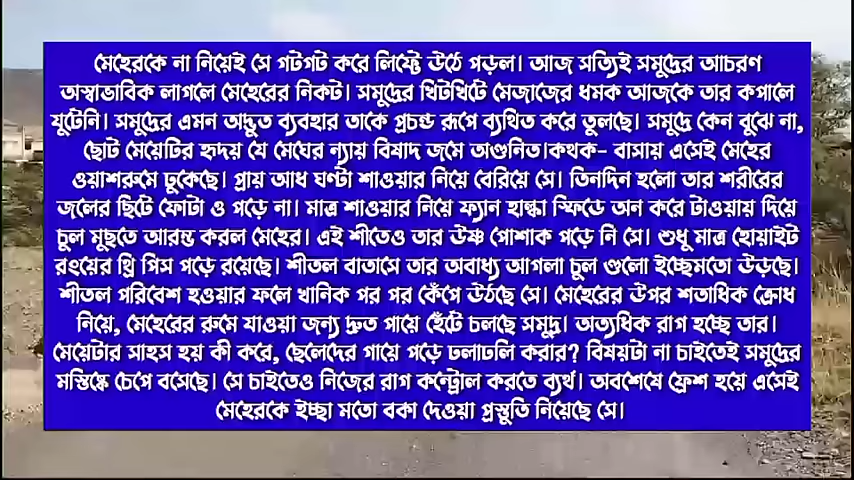 মেহেরকে না নিয়েই সে গটগট করে লিফ্টে উঠে পড়ল। আজ সত্যিই সমুদ্রের আচরণ
অস্বাভাবিক লাগলে মেহেরের নিকট। সমুদ্রের খিটখিটে মেজাজের ধমক আজকে তার কপালে
যুটেনি। সমুদ্রের এমন অদ্ভুত ব্যবহার তাকে প্রচন্ড রূপে ব্যথিত করে তুলছে। সমুদ্রে কেন বুঝে না,
ছোট মেয়েটির হৃদয় যে মেঘের ন্যায় বিষাদ জমে অগুনিত।কথক- বাসায় এসেই মেহের
ওয়াশরুমে ঢুকেছে। প্রায় আধ ঘণ্টা শাওয়ার নিয়ে বেরিয়ে সে। তিনদিন হলো তার শরীরের
জলের ছিটে ফোটা ও পড়ে না। মাত্র শাওয়ার নিয়ে ফ্যান হাল্কা স্ফিডে অন করে টাওয়ায় দিয়ে
চুল মুছতে আরম্ভ করল মেহের। এই শীতেও তার ঊষ্ণ পোশাক পড়ে নি সে। শুধু মাত্র হোয়াইট
রংয়ের থ্রি পিস পড়ে রয়েছে। শীতল বাতাসে তার অবাধ্য আগলা চুল গুলো ইচ্ছেমতো উড়ছে।
শীতল পরিবেশ হওয়ার ফলে খানিক পর পর কেঁপে উঠছে সে। মেহেরের উপর শতাধিক ক্রোধ
নিয়ে, মেহেরের রুমে যাওয়া জন্য দ্রুত পায়ে হেঁটে চলছে সমুদ্র। অত্যধিক রাগ হচ্ছে তার।
মেয়েটার সাহস হয় কী করে, ছেলেদের গায়ে পড়ে ঢলাঢলি করার? বিষয়টা না চাইতেই সমুদ্রের
মস্তিষ্কে চেপে বসেছে। সে চাইতেও নিজের রাগ কন্ট্রোল করতে ব্যর্থ। অবশেষে ফ্রেশ হয়ে এসেই
মেহেরকে ইচ্ছা মতো বকা দেওয়া প্রস্তুতি নিয়েছে সে।